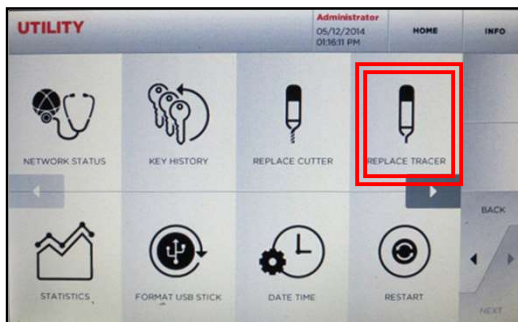 UTILITY
Administrator
05/12/2014
01:16:11 PM
HOME
INFO
NETWORK STATUS
KEY HISTORY
REPLACE CUTTER
REPLACE TRACER
BACK
STATISTICS
FORMAT USB STICK
DATE TIME
RESTART
NEXT